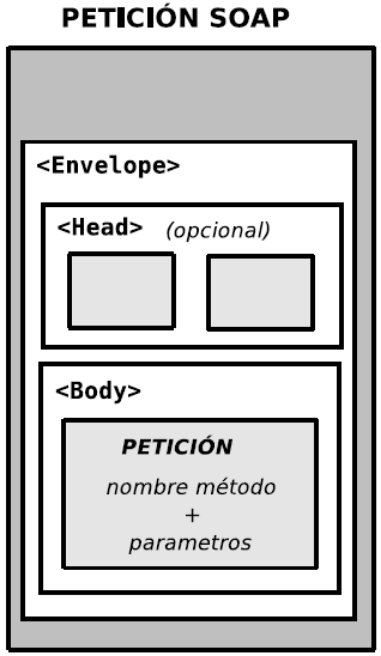 PETICIÓN SOAP
<Envelope>
<Head> (opcional)
<Body>
PETICIÓN
nombre método
+
parametros